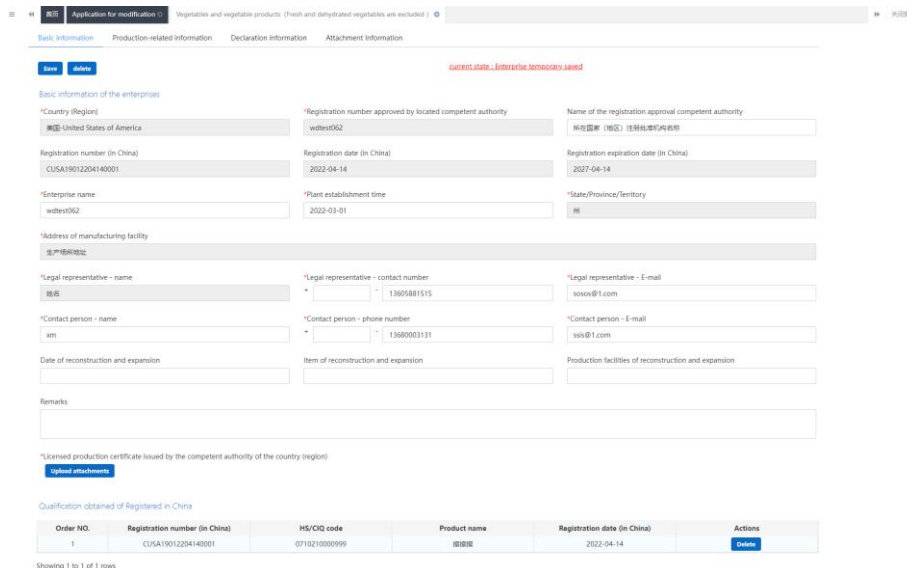 首页 Application for modification Vegetables and vegetable products (Fresh and dehydrated vegetables are excluded )
Basic information Production-related information Declaration information Attachment Information
Save delete current state : Enterprise temporary saved
Basic information of the enterprises
*Country (Region) *Registration number approved by located competent authority Name of the registration approval competent authority
美国-United States of America wdtest062 所在国家（地区）注册批准机构名称
Registration number (in China) Registration date (in China) Registration expiration date (in China)
CUSA19012204140001 2022-04-14 2027-04-14
*Enterprise name *Plant establishment time *State/Province/Territory
wdtest062 2022-03-01 州
*Address of manufacturing facility
生产场所地址
*Legal representative - name *Legal representative - contact number *Legal representative - E-mail
姓名 + - 13605881515 sosos@1.com
*Contact person - name *Contact person - phone number *Contact person - E-mail
xm + - 13680003131 ssis@1.com
Date of reconstruction and expansion Item of reconstruction and expansion Production facilities of reconstruction and expansion
Remarks
*Licensed production certificate issued by the competent authority of the country (region)
Upload attachments
Qualification obtained of Registered in China
Order NO. Registration number (in China) HS/CIQ code Product name Registration date (in China) Actions
1 CUSA19012204140001 0710210000999 2022-04-14 Delete
Showing 1 to 1 of 1 rows